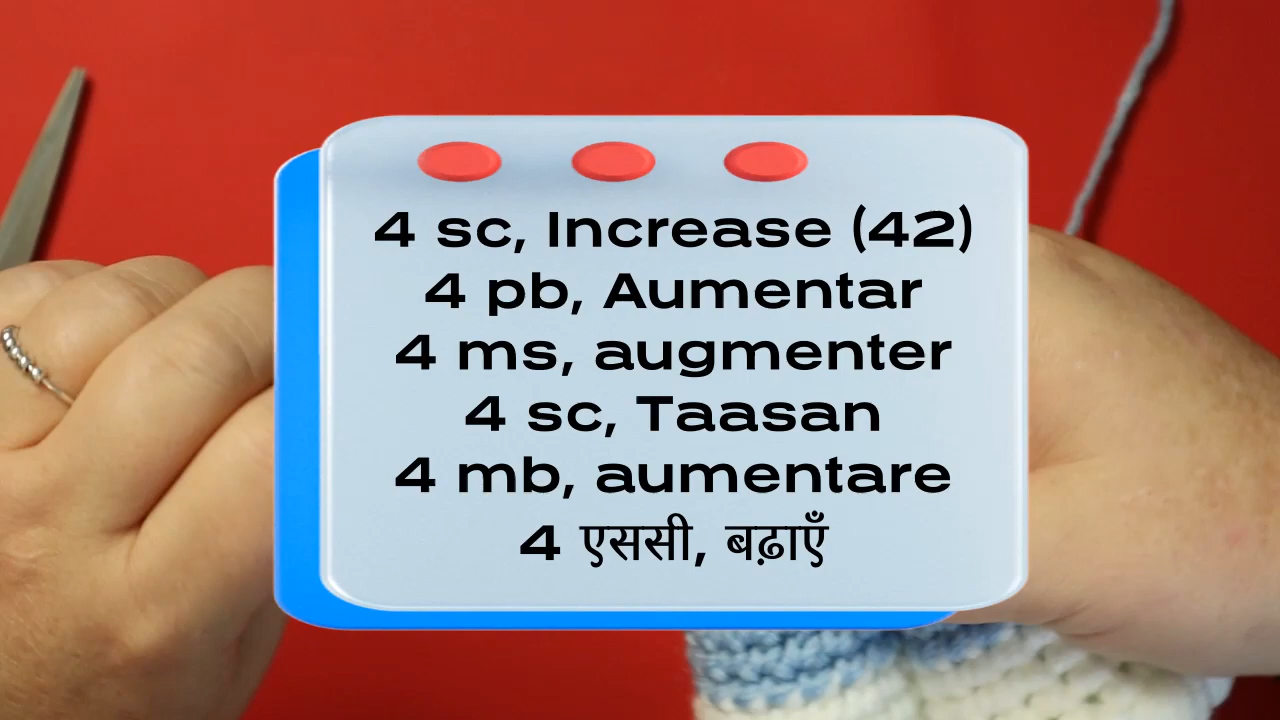 4 sc, Increase (42)
4 pb, Aumentar
4 ms, augmenter
4 sc, Taasan
4 mb, aumentare
4 एससी, बढ़ाएँ